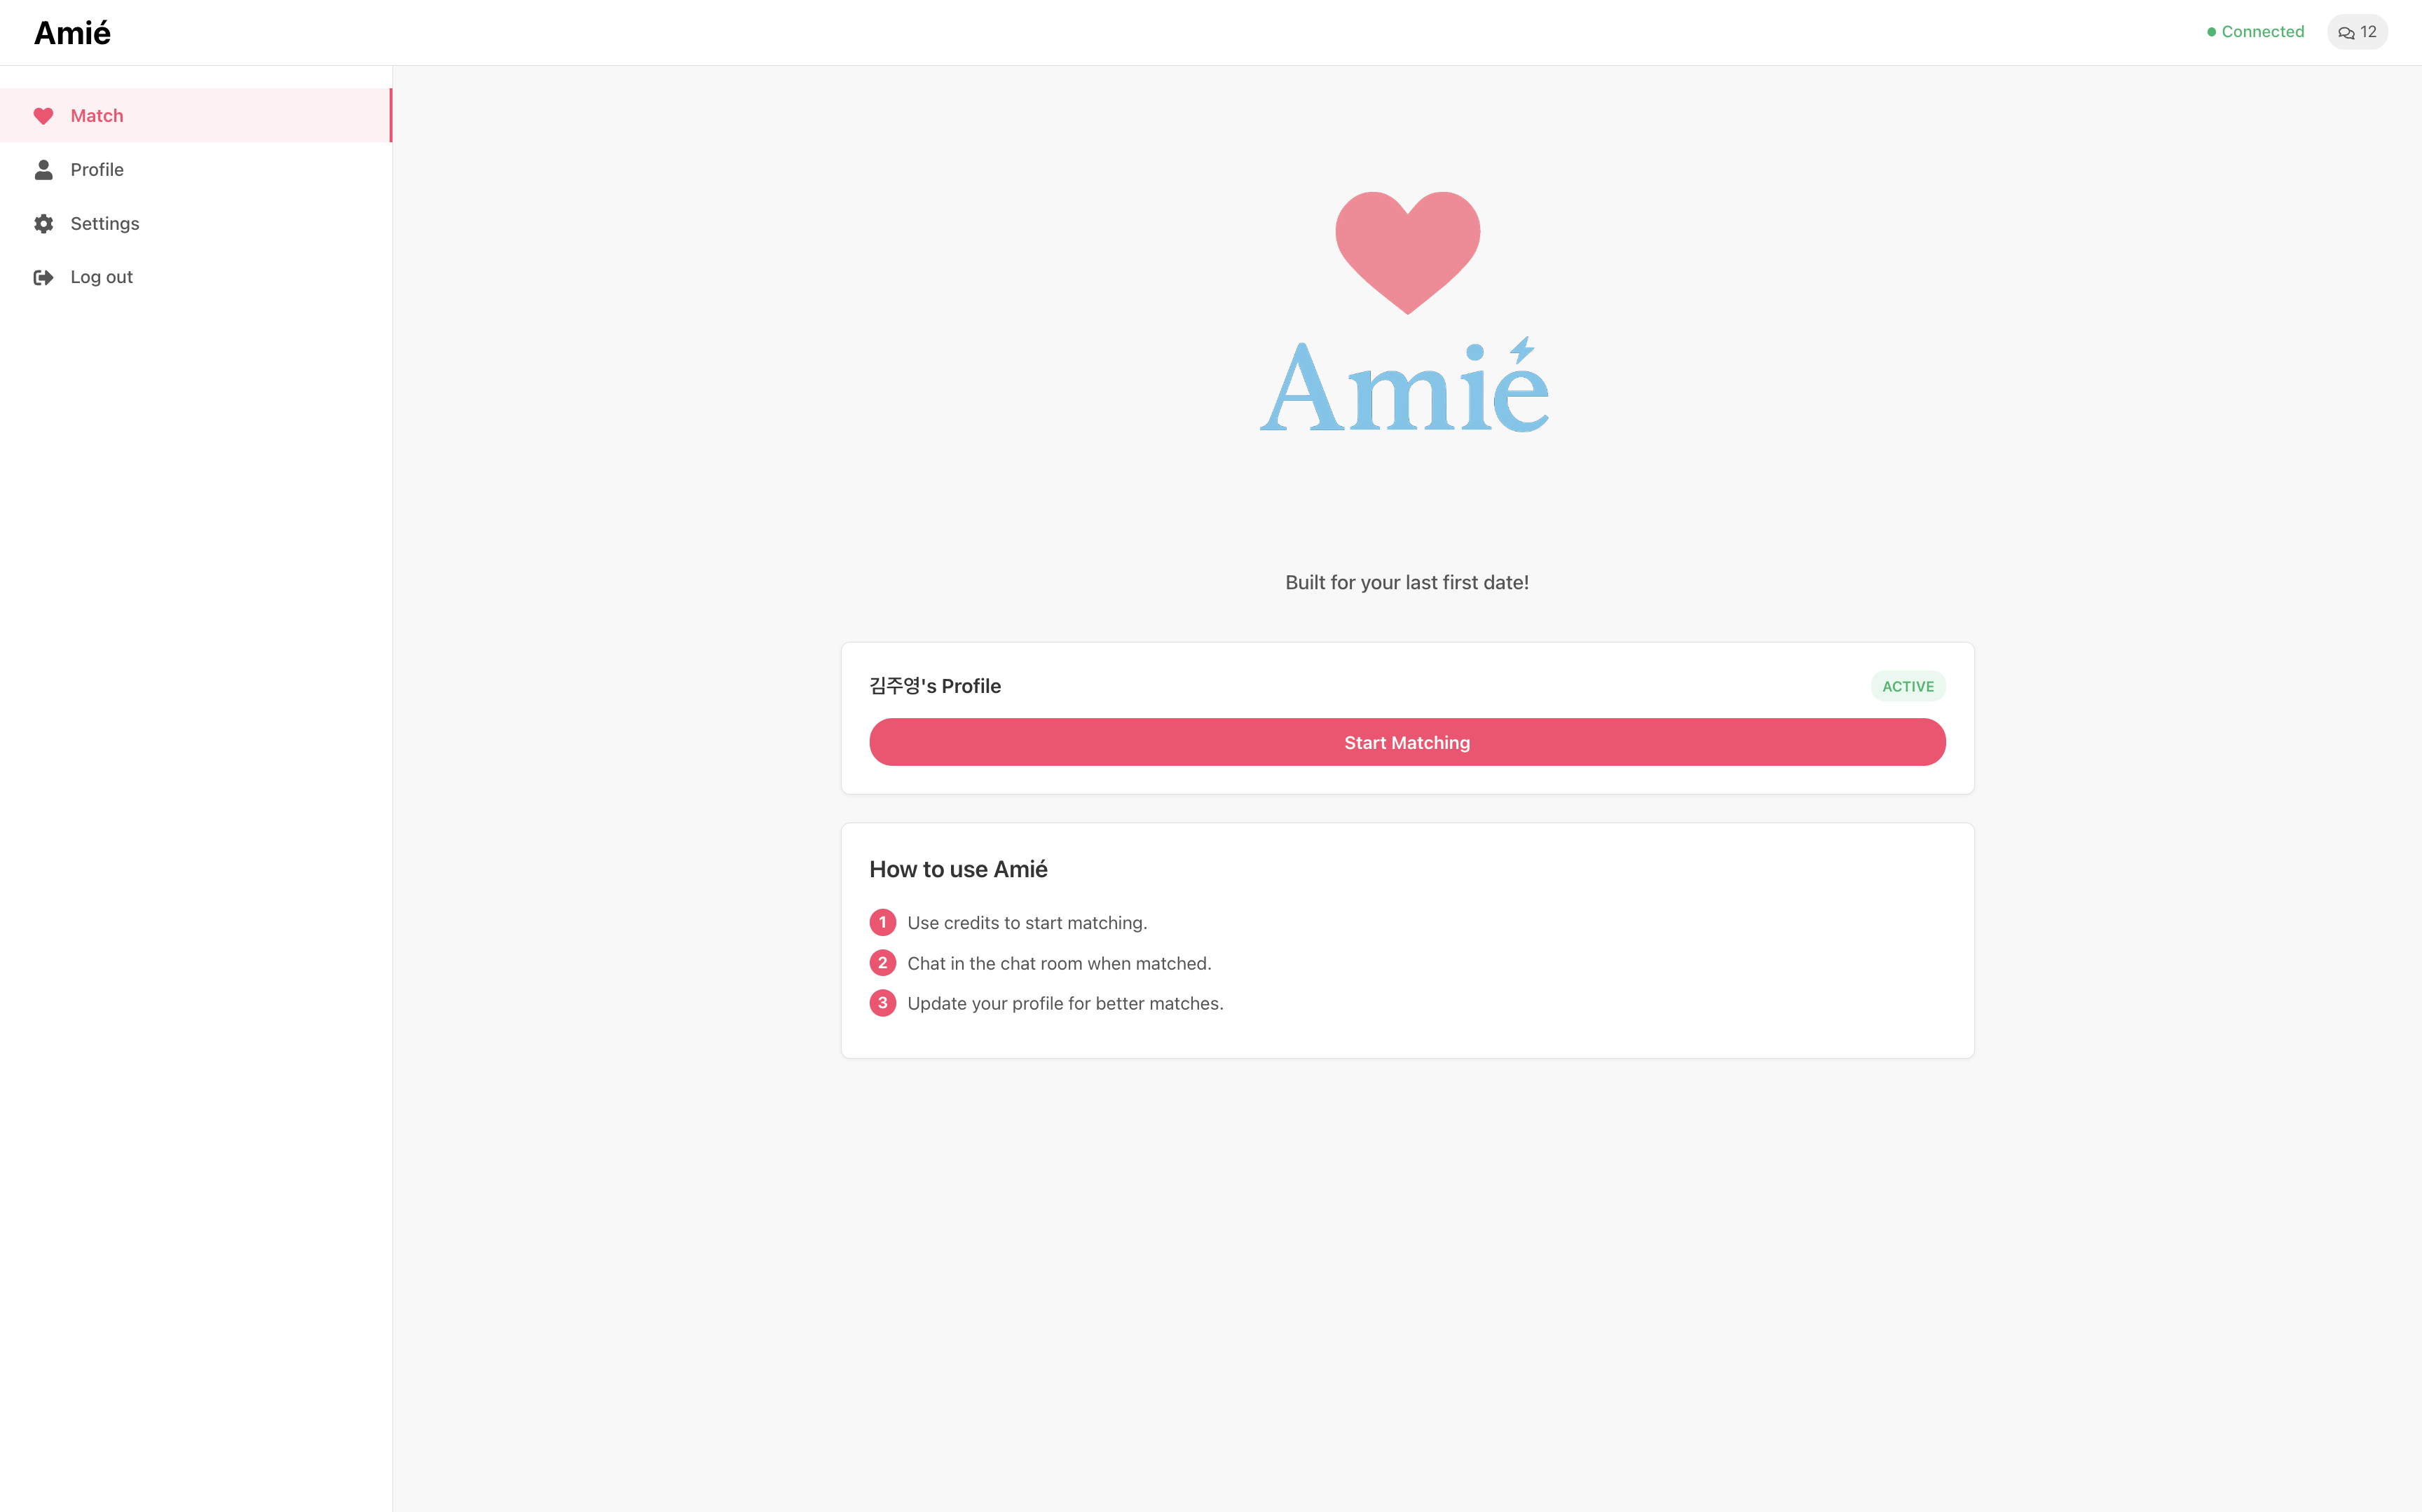 Amié
Connected
12
Match
Profile
Settings
Log out
Amié
Built for your last first date!
김주영's Profile
ACTIVE
Start Matching
How to use Amié
1 Use credits to start matching.
2 Chat in the chat room when matched.
3 Update your profile for better matches.